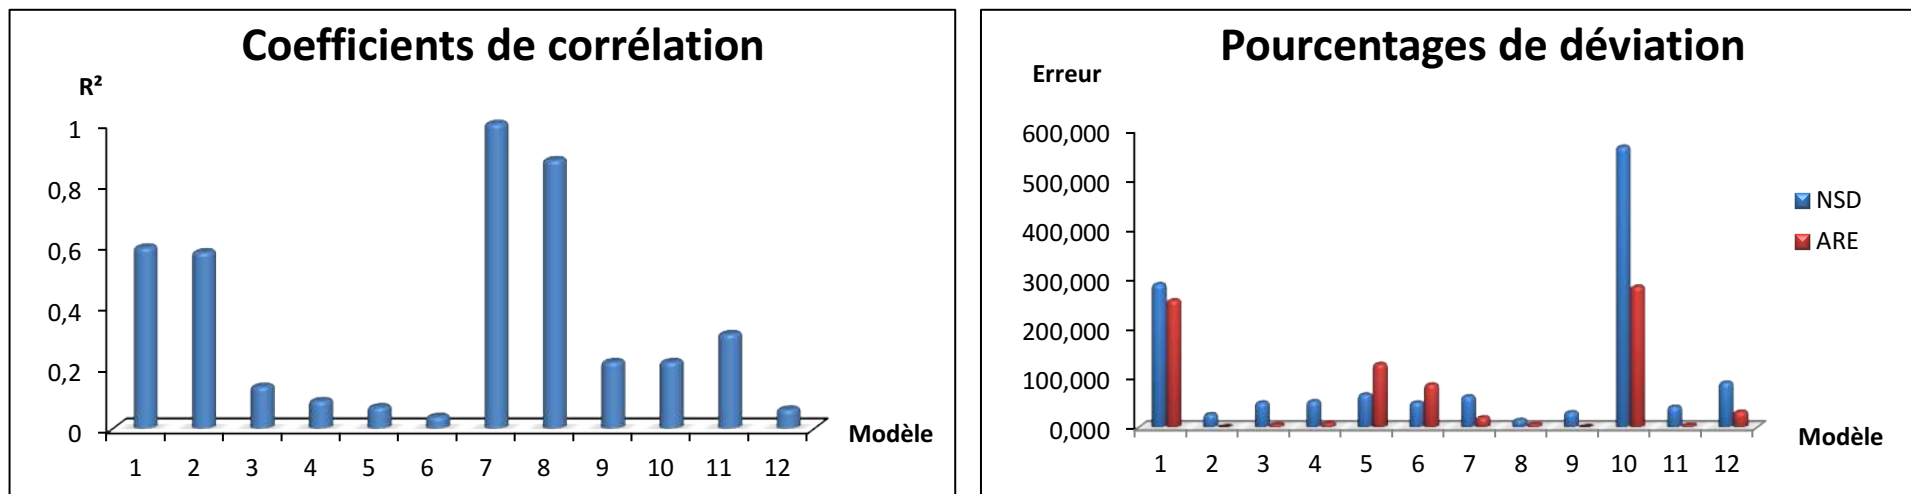 Coefficients de corrélation
R²
1
0,8
0,6
0,4
0,2
0
Modèle
1 2 3 4 5 6 7 8 9 10 11 12
Pourcentages de déviation
Erreur
600,000
500,000
400,000
300,000
200,000
100,000
0,000
NSD
ARE
Modèle
1 2 3 4 5 6 7 8 9 10 11 12